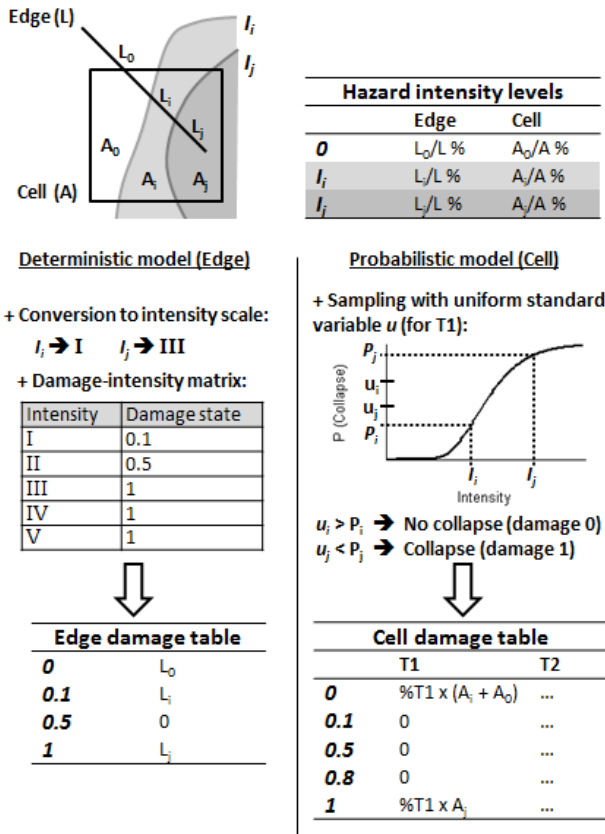 Edge (L)
L0
Ii
Ij
Li
Lj
A0
Ai
Aj
Cell (A)
Hazard intensity levels
Edge Cell
0 L0/L % A0/A %
Ii Li/L % Ai/A %
Ij Lj/L % Aj/A %
Deterministic model (Edge)
+ Conversion to intensity scale:
Ii ➔ I Ij ➔ III
+ Damage-intensity matrix:
Intensity Damage state
I 0.1
II 0.5
III 1
IV 1
V 1
Edge damage table
0 L0
0.1 Li
0.5 0
1 Lj
Probabilistic model (Cell)
+ Sampling with uniform standard
variable u (for T1):
P (Collapse)
Pj
ui
uj
Pi
Ii Ij
Intensity
ui > Pi ➔ No collapse (damage 0)
uj < Pj ➔ Collapse (damage 1)
Cell damage table
T1 T2
0 %T1 x (Ai + A0) ...
0.1 0 ...
0.5 0 ...
0.8 0 ...
1 %T1 x Aj ...